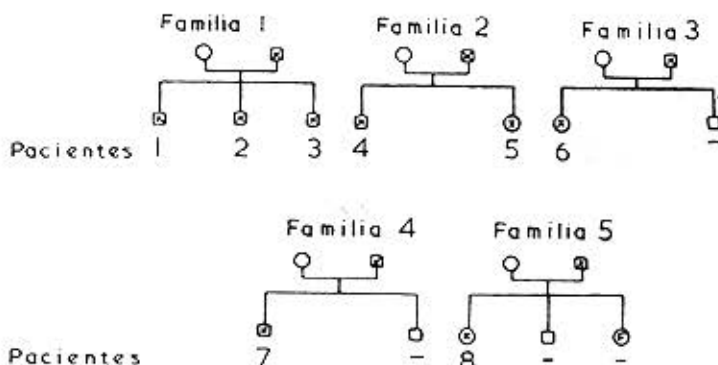 Familia 1 Familia 2 Familia 3
Pacientes 1 2 3 4 5 6 -
Familia 4 Familia 5
Pacientes 7 - 8 - -